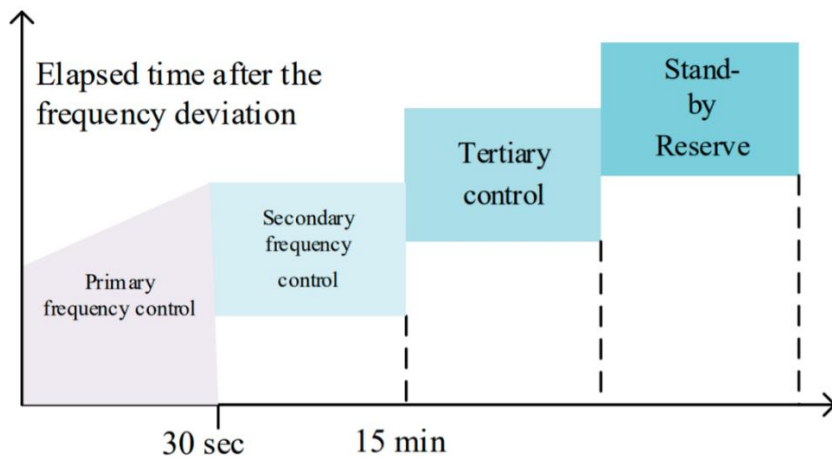 Elapsed time after the
frequency deviation
Primary
frequency control
Secondary
frequency
control
Tertiary
control
Stand-
by
Reserve
30 sec
15 min